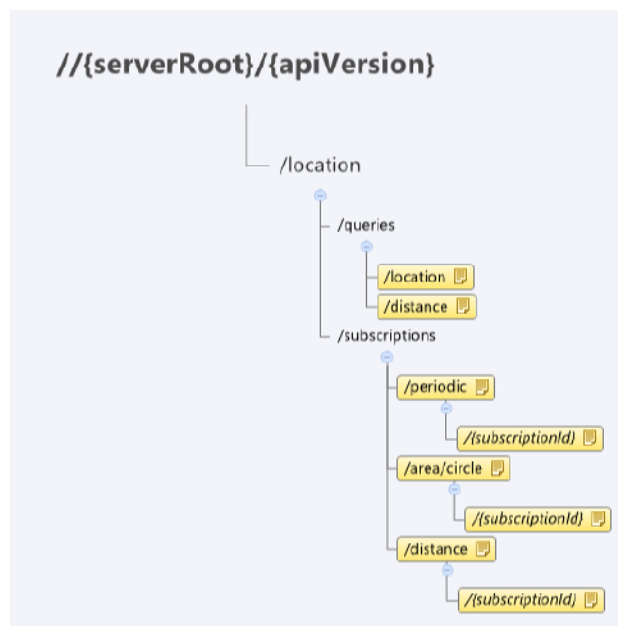 //{serverRoot}/{apiVersion}
/location
/queries
/location
/distance
/subscriptions
/periodic
/{subscriptionId}
/area/circle
/{subscriptionId}
/distance
/{subscriptionId}